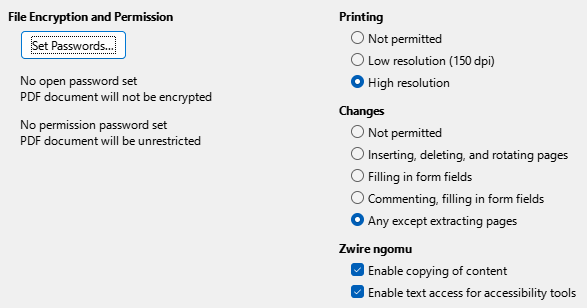 File Encryption and Permission
Set Passwords...
No open password set
PDF document will not be encrypted
No permission password set
PDF document will be unrestricted
Printing
Not permitted
Low resolution (150 dpi)
High resolution
Changes
Not permitted
Inserting, deleting, and rotating pages
Filling in form fields
Commenting, filling in form fields
Any except extracting pages
Zwire ngomu
Enable copying of content
Enable text access for accessibility tools